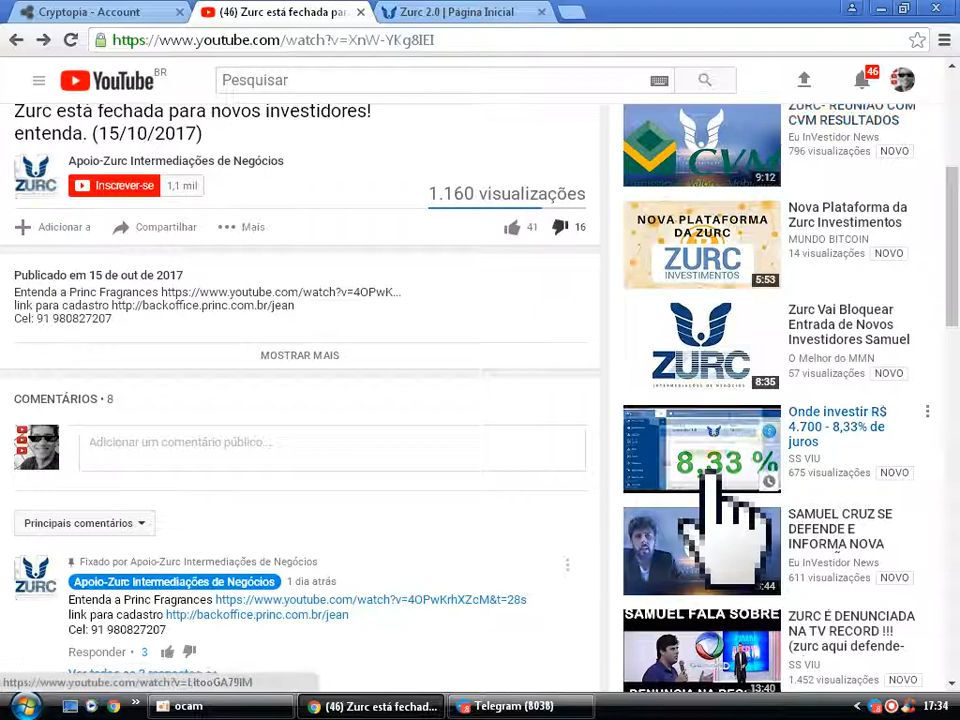 Cryptopia - Account
(46) Zurc está fechada pa
Zurc 2.0 | Página Inicial
https://www.youtube.com/watch?v=XnW-YKg8IEI
YouTube BR
Pesquisar
46
Zurc está fechada para novos investidores!
entenda. (15/10/2017)
ZURC
Apoio-Zurc Intermediações de Negócios
Inscrever-se
1,1 mil
1.160 visualizações
Adicionar a
Compartilhar
Mais
41
16
Publicado em 15 de out de 2017
Entenda a Princ Fragrances https://www.youtube.com/watch?v=4OPwK...
link para cadastro http://backoffice.princ.com.br/jean
Cel: 91 980827207
MOSTRAR MAIS
COMENTÁRIOS • 8
Adicionar um comentário público...
Principais comentários
Fixado por Apoio-Zurc Intermediações de Negócios
ZURC
Apoio-Zurc Intermediações de Negócios
1 dia atrás
Entenda a Princ Fragrances https://www.youtube.com/watch?v=4OPwKrhXZcM&t=28s
link para cadastro http://backoffice.princ.com.br/jean
Cel: 91 980827207
Responder • 3
CVM
9:12
ZURC- REUNIÃO COM
CVM RESULTADOS
Eu InVestidor News
796 visualizações NOVO
NOVA PLATAFORMA
DA ZURC
ZURC
INVESTIMENTOS
5:53
Nova Plataforma da
Zurc Investimentos
MUNDO BITCOIN
14 visualizações NOVO
ZURC
INTERMEDIAÇÕES DE NEGÓCIOS
8:35
Zurc Vai Bloquear
Entrada de Novos
Investidores Samuel
O Melhor do MMN
57 visualizações NOVO
8,33 %
Onde investir R$
4.700 - 8,33% de
juros
SS VIU
675 visualizações NOVO
:44
SAMUEL CRUZ SE
DEFENDE E
INFORMA NOVA
Eu InVestidor News
611 visualizações NOVO
SAMUEL FALA SOBRE
DENUNCIA NA REC
13:40
ZURC É DENUNCIADA
NA TV RECORD !!!
(zurc aqui defende-
SS VIU
1.452 visualizações NOVO
https://www.youtube.com/watch?v=LitooGA79IM
ocam
(46) Zurc está fechad...
Telegram (8038)
17:34